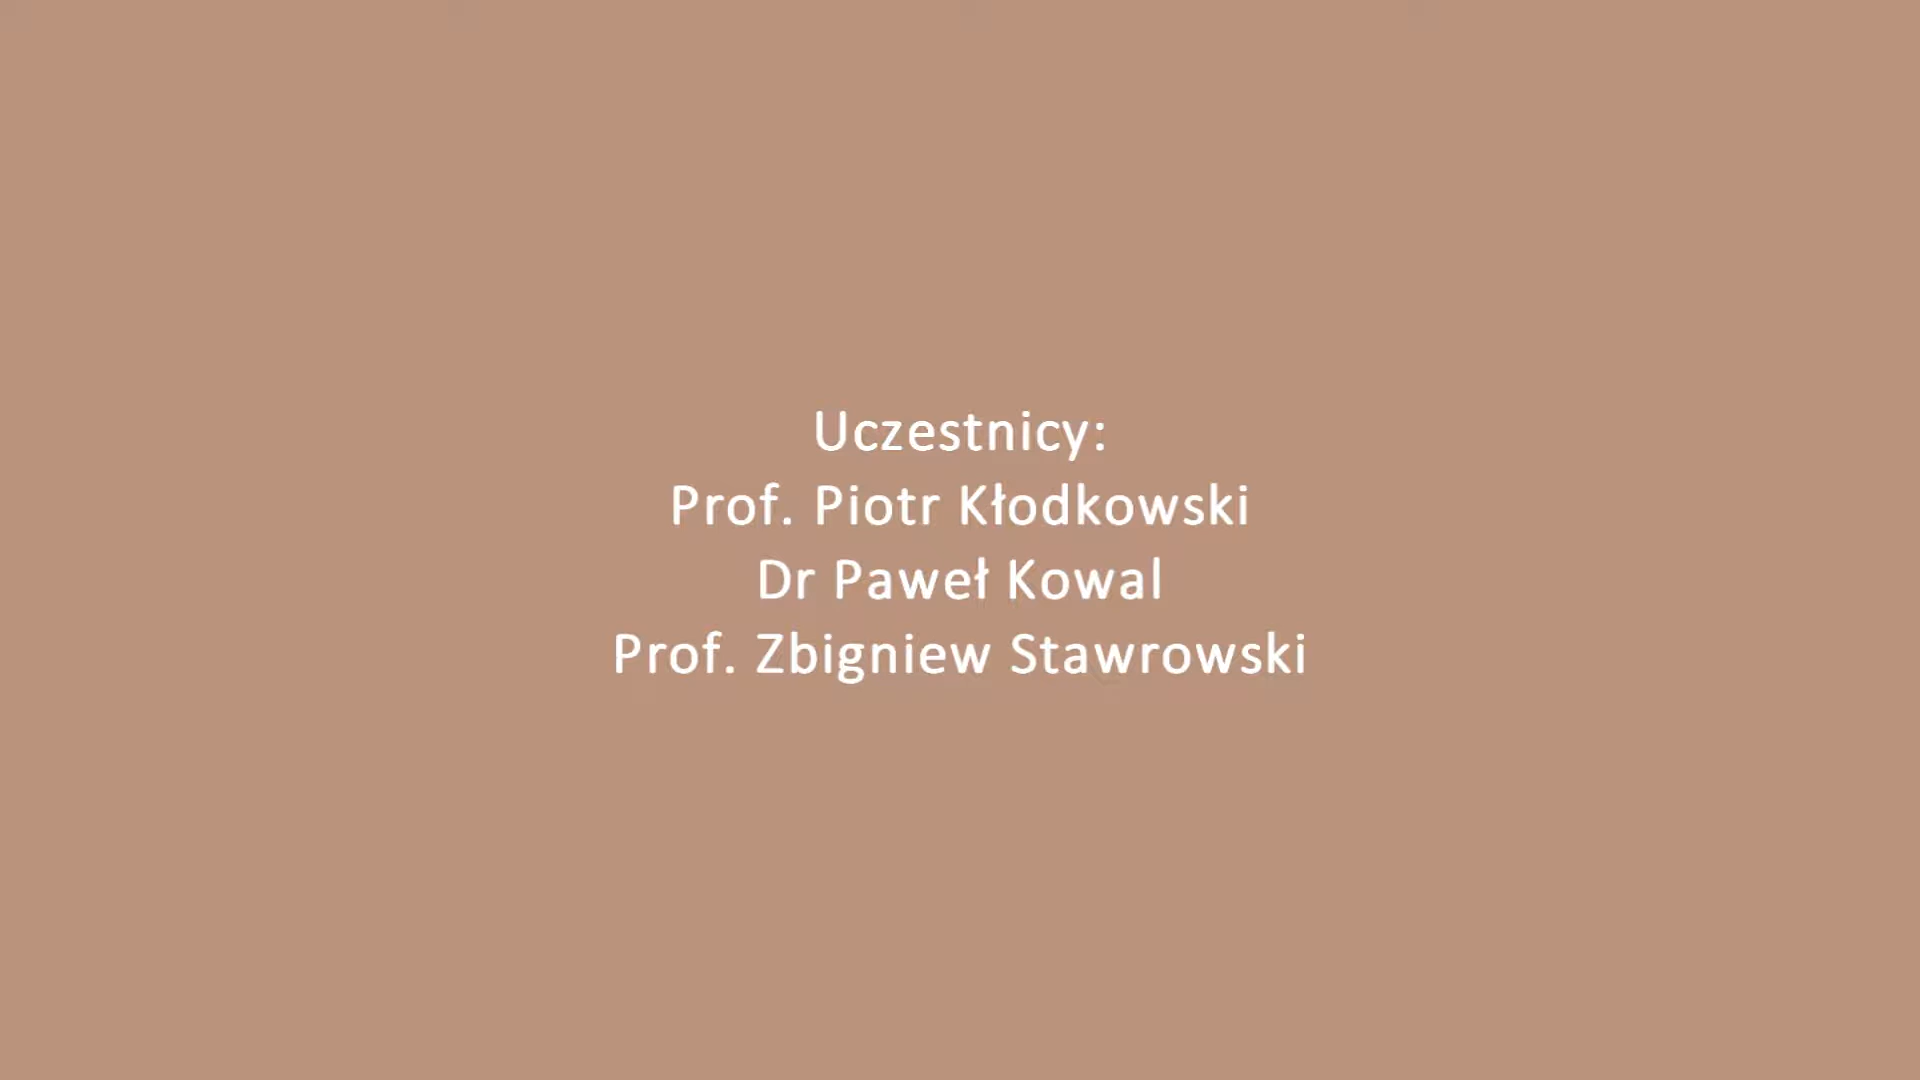 Uczestnicy:
Prof. Piotr Kłodkowski
Dr Paweł Kowal
Prof. Zbigniew Stawrowski